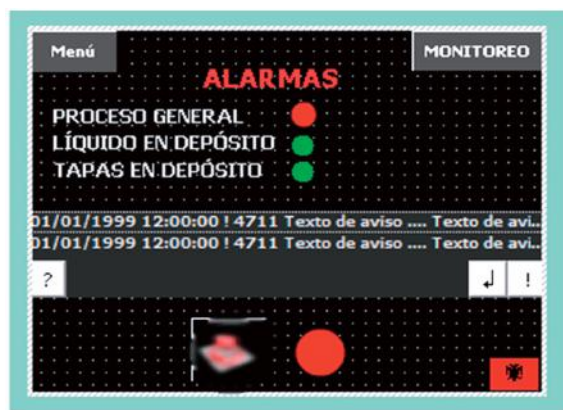 Menú
MONITOREO
ALARMAS
PROCESO GENERAL
LÍQUIDO EN DEPÓSITO
TAPAS EN DEPÓSITO
01/01/1999 12:00:00 ! 4711 Texto de aviso .... Texto de avi..
01/01/1999 12:00:00 ! 4711 Texto de aviso .... Texto de avi..
? !